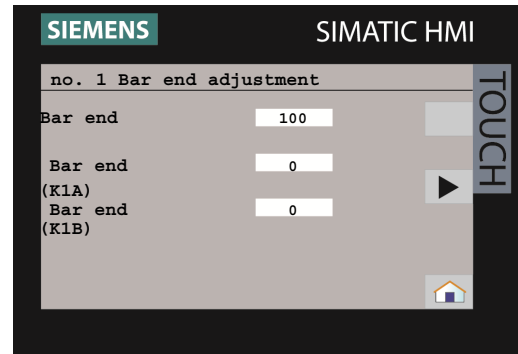 SIEMENS
SIMATIC HMI
TOUCH
no. 1 Bar end adjustment
Bar end 100
Bar end 0
(K1A)
Bar end 0
(K1B)